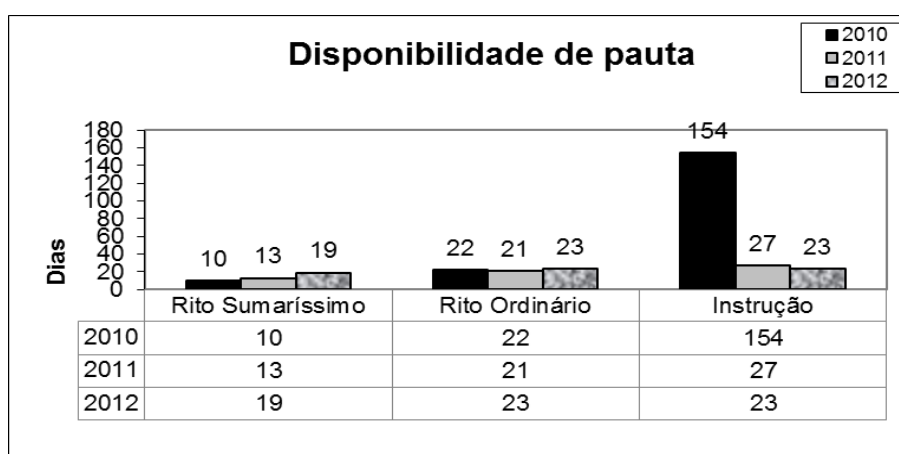 Disponibilidade de pauta
2010
2011
2012
Dias
180
160
140
120
100
80
60
40
20
0
10 13 19
22 21 23
154 27 23
Rito Sumaríssimo Rito Ordinário Instrução
2010 10 22 154
2011 13 21 27
2012 19 23 23